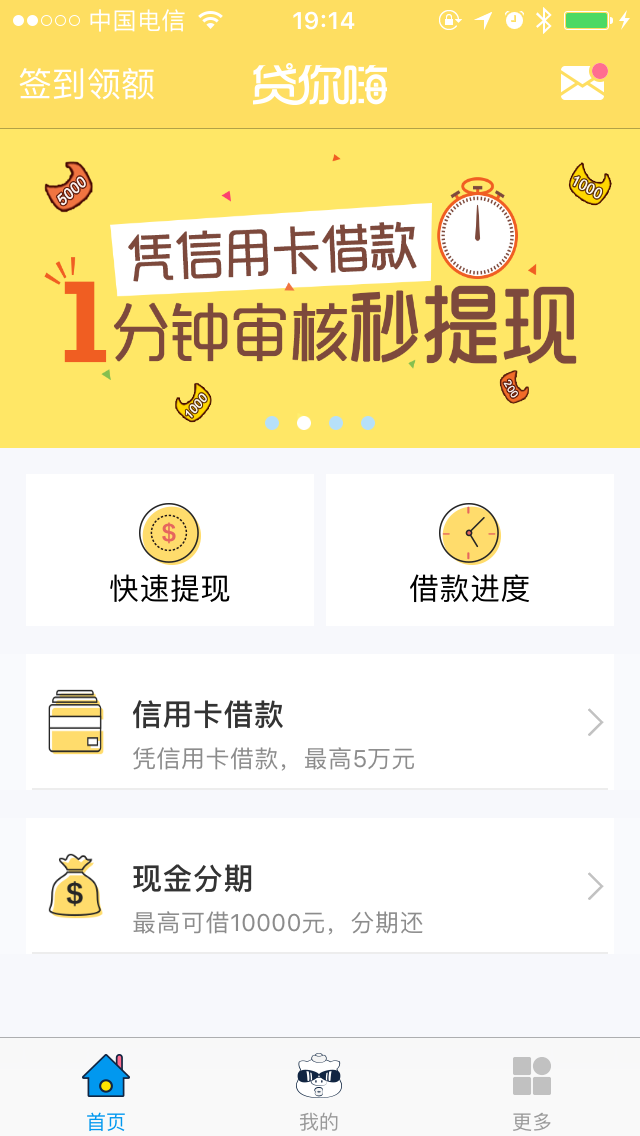 中国电信
19:14
签到领额
贷你嗨
5000
1000
凭信用卡借款
1分钟审核秒提现
1000
200
$
快速提现
借款进度
信用卡借款
凭信用卡借款，最高5万元
$
现金分期
最高可借10000元，分期还
首页
我的
更多